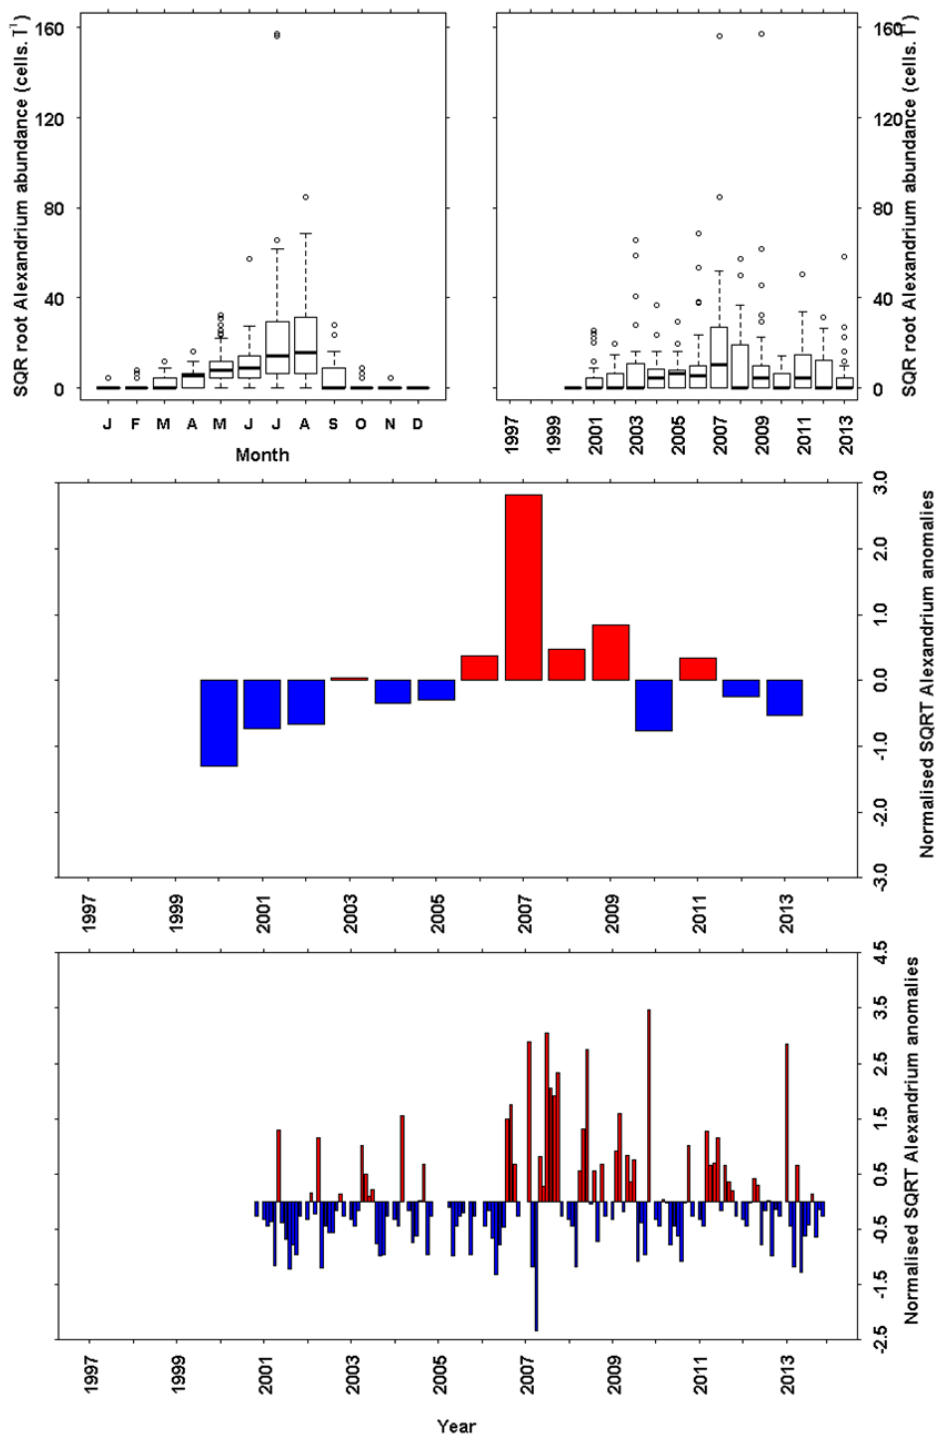 SQR root Alexandrium abundance (cells. l⁻¹)
160
120
80
40
0
J F M A M J J A S O N D
Month
SQR root Alexandrium abundance (cells. l⁻¹)
160
120
80
40
0
1997 1999 2001 2003 2005 2007 2009 2011 2013
Normalised SQRT Alexandrium anomalies
3.0
2.0
1.0
0.0
-1.0
-2.0
-3.0
1997 1999 2001 2003 2005 2007 2009 2011 2013
Normalised SQRT Alexandrium anomalies
4.5
3.5
2.5
1.5
0.5
-0.5
-1.5
-2.5
1997 1999 2001 2003 2005 2007 2009 2011 2013
Year